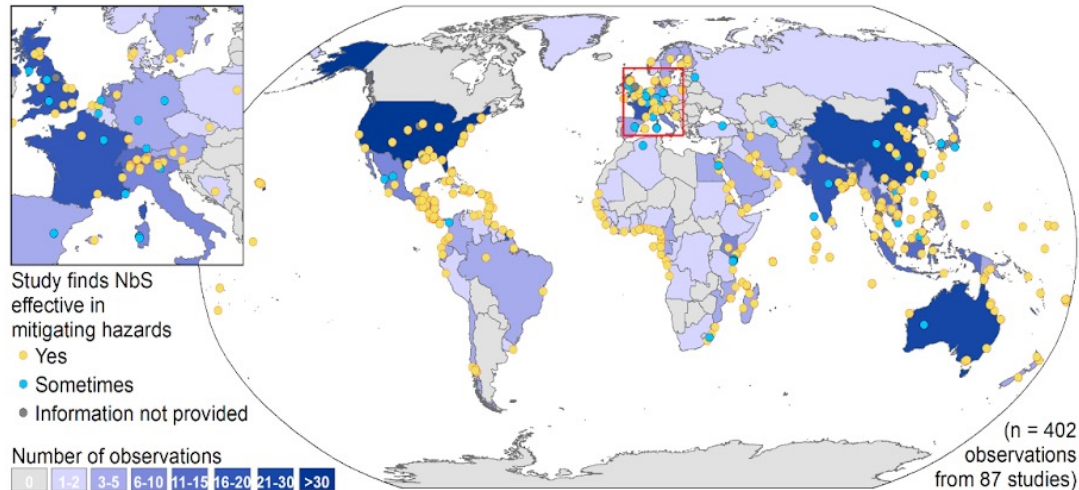 Study finds NbS
effective in
mitigating hazards
Yes
Sometimes
Information not provided
Number of observations
0 1-2 3-5 6-10 11-15 16-20 21-30 >30
(n = 402
observations
from 87 studies)